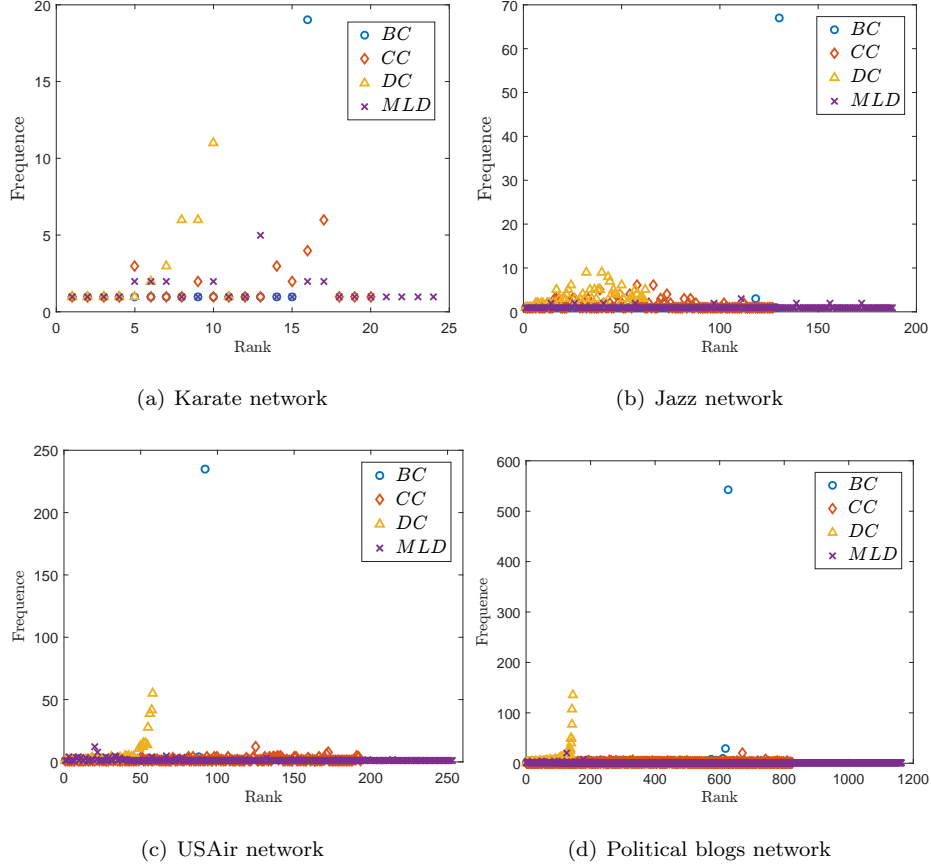 20
15
10
5
0
Frequence
0 5 10 15 20 25
Rank
BC
CC
DC
MLD
(a) Karate network
70
60
50
40
30
20
10
0
Frequence
0 50 100 150 200
Rank
BC
CC
DC
MLD
(b) Jazz network
250
200
150
100
50
0
Frequence
0 50 100 150 200 250
Rank
BC
CC
DC
MLD
(c) USAir network
600
500
400
300
200
100
0
Frequence
0 200 400 600 800 1000 1200
Rank
BC
CC
DC
MLD
(d) Political blogs network